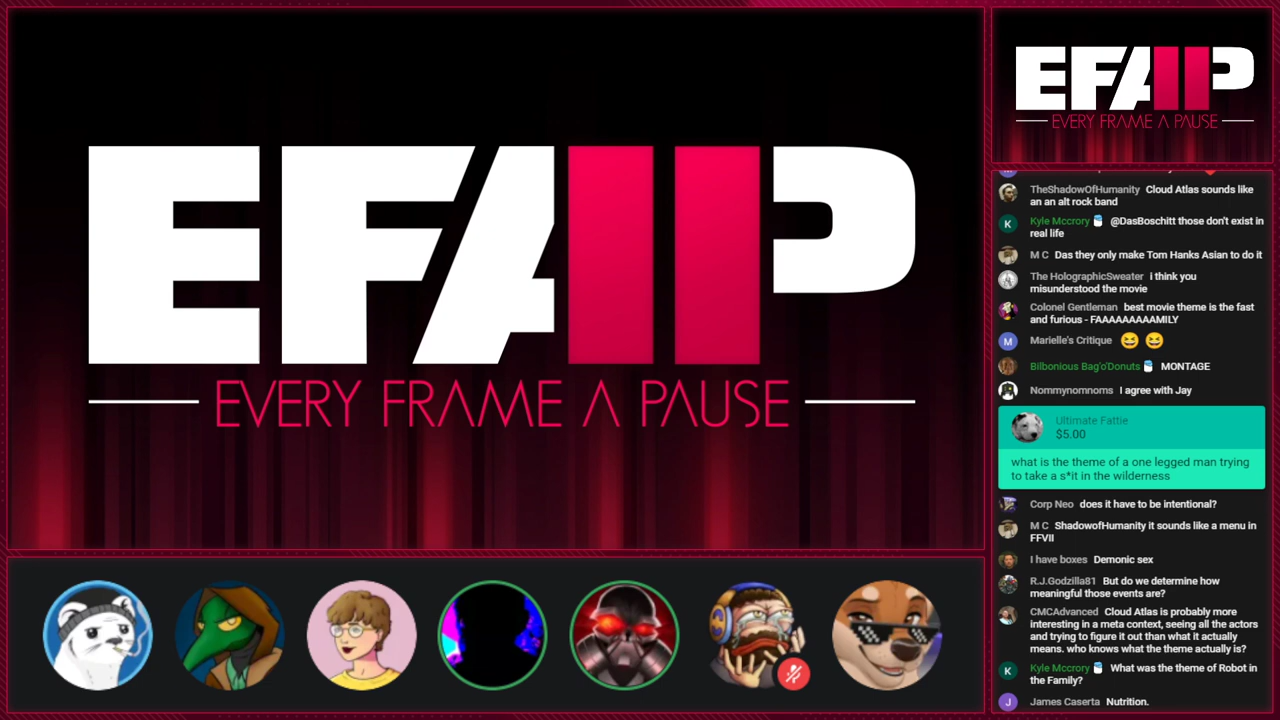 EFAP
EVERY FRAME A PAUSE
EFAP
EVERY FRAME A PAUSE
TheShadowOfHumanity Cloud Atlas sounds like
an an alt rock band
K Kyle Mccrory @DasBoschitt those don't exist in
real life
M C Das they only make Tom Hanks Asian to do it
The HolographicSweater i think you
misunderstood the movie
Colonel Gentleman best movie theme is the fast
and furious - FAAAAAAAAAMILY
M Marielle's Critique 😆 😆
Bilbonious Bag'o'Donuts MONTAGE
Nommynomnoms I agree with Jay
Ultimate Fattie
$5.00
what is the theme of a one legged man trying
to take a s*it in the wilderness
Corp Neo does it have to be intentional?
M C ShadowofHumanity it sounds like a menu in
FFVII
I have boxes Demonic sex
R.J.Godzilla81 But do we determine how
meaningful those events are?
CMCAdvanced Cloud Atlas is probably more
interesting in a meta context, seeing all the actors
and trying to figure it out than what it actually
means. who knows what the theme actually is?
K Kyle Mccrory What was the theme of Robot in
the Family?
J James Caserta Nutrition.